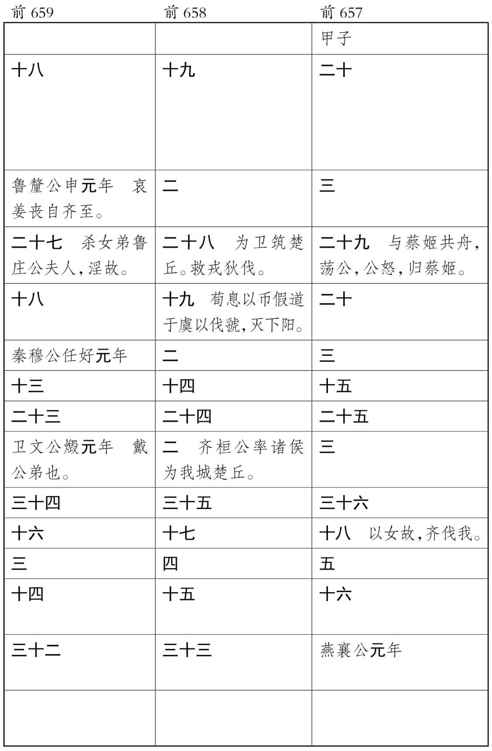 前 659 前 658 前 657
甲子
十八 十九 二十
鲁釐公申元年 哀 二 三
姜丧自齐至。
二十七 杀女弟鲁 二十八 为卫筑楚 二十九 与蔡姬共舟，
庄公夫人，淫故。 丘。救戎狄伐。 荡公，公怒，归蔡姬。
十八 十九 荀息以币假道 二十
于虞以伐虢，灭下阳。
秦穆公任好元年 二 三
十三 十四 十五
二十三 二十四 二十五
卫文公燬元年 戴 二 齐桓公率诸侯 三
公弟也。 为我城楚丘。
三十四 三十五 三十六
十六 十七 十八 以女故，齐伐我。
三 四 五
十四 十五 十六
三十二 三十三 燕襄公元年